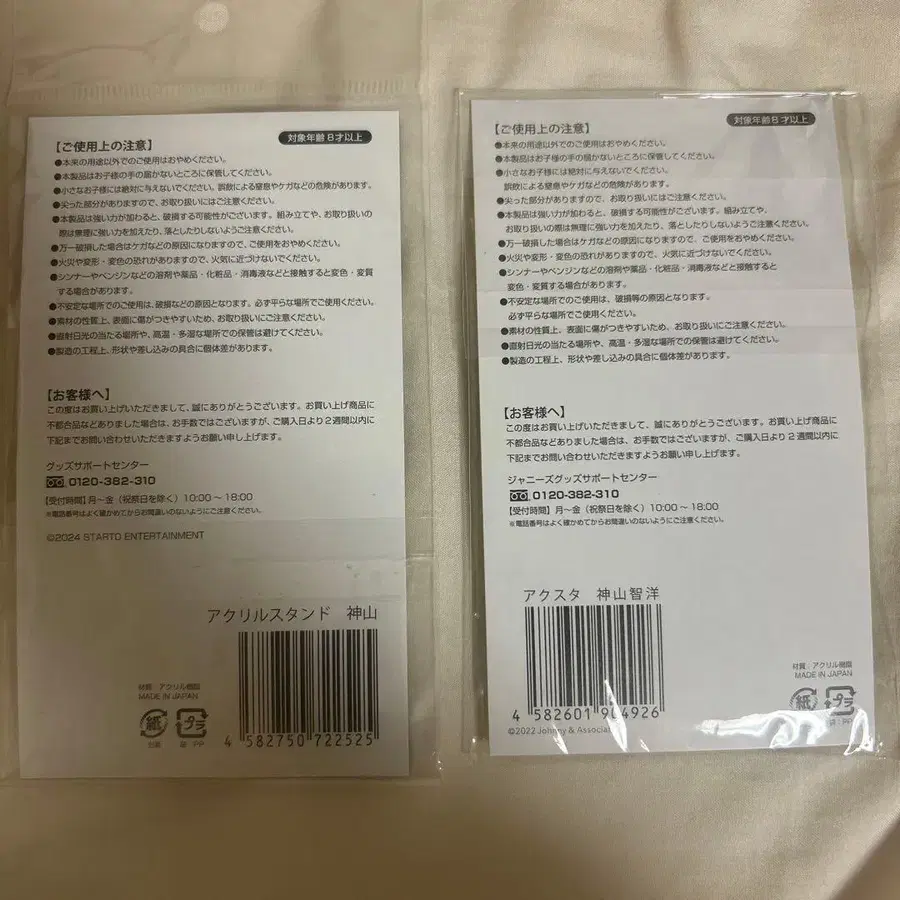 【ご使用上の注意】
対象年齢8才以上
●本来の用途以外でのご使用はおやめください。
●本製品はお子様の手の届かないところに保管してください。
●小さなお子様には絶対に与えないでください。誤飲による窒息やケガなどの危険があります。
●尖った部分がありますので、お取り扱いにはご注意ください。
●本製品は強い力が加わると、破損する可能性がございます。組み立てや、お取り扱いの
際は無理に強い力を加えたり、落としたりしないようご注意ください。
●万一破損した場合はケガなどの原因になりますので、ご使用をおやめください。
●火災や変形・変色の恐れがありますので、火気に近づけないでください。
●シンナーやベンジンなどの溶剤や薬品・化粧品・消毒液などと接触すると変色・変質
する場合があります。
●不安定な場所でのご使用は、破損などの原因となります。必ず平らな場所でご使用ください。
●素材の性質上、表面に傷がつきやすいため、お取り扱いにご注意ください。
●直射日光の当たる場所や、高温・多湿な場所での保管は避けてください。
●製造の工程上、形状や差し込みの具合に個体差があります。
【お客様へ】
この度はお買い上げいただきまして、誠にありがとうございます。お買い上げ商品に
不都合品などありました場合は、お手数ではございますが、ご購入日より2週間以内に
下記までお問い合わせいただきますようお願い申し上げます。
グッズサポートセンター
0120-382-310
【受付時間】月〜金（祝祭日を除く）10:00〜18:00
※電話番号はよく確かめてからお間違いのないようにご注意ください。
©2024 STARTO ENTERTAINMENT
アクリルスタンド 神山
材質：アクリル樹脂
MADE IN JAPAN
紙
プラ
台紙
袋：PP
4 582750 722525
【ご使用上の注意】
対象年齢8才以上
●本来の用途以外でのご使用はおやめください。
●本製品はお子様の手の届かないところに保管してください。
●小さなお子様には絶対に与えないでください。
誤飲による窒息やケガなどの危険があります。
●尖った部分がありますので、お取り扱いにはご注意ください。
●本製品は強い力が加わると、破損する可能性がございます。組み立てや、
お取り扱いの際は無理に強い力を加えたり、落としたりしないようご注意ください。
●万一破損した場合はケガなどの原因になりますので、ご使用をおやめください。
●火災や変形・変色の恐れがありますので、火気に近づけないでください。
●シンナーやベンジンなどの溶剤や薬品・化粧品・消毒液などと接触すると
変色・変質する場合があります。
●不安定な場所でのご使用は、破損等の原因となります。
必ず平らな場所でご使用ください。
●素材の性質上、表面に傷がつきやすいため、お取り扱いにご注意ください。
●直射日光の当たる場所や、高温・多湿な場所での保管は避けてください。
●製造の工程上、形状や差し込みの具合に個体差があります。
【お客様へ】
この度はお買い上げいただきまして、誠にありがとうございます。お買い上げ商品に
不都合品などありました場合は、お手数ではございますが、ご購入日より2週間以内に
下記までお問い合わせいただきますようお願い申し上げます。
ジャニーズグッズサポートセンター
0120-382-310
【受付時間】月〜金（祝祭日を除く）10:00〜18:00
※電話番号はよく確かめてからお間違いのないようにご注意ください。
アクスタ 神山智洋
材質：アクリル樹脂
MADE IN JAPAN
紙
プラ
袋：PP
4 582601 904926
©2022 Johnny &